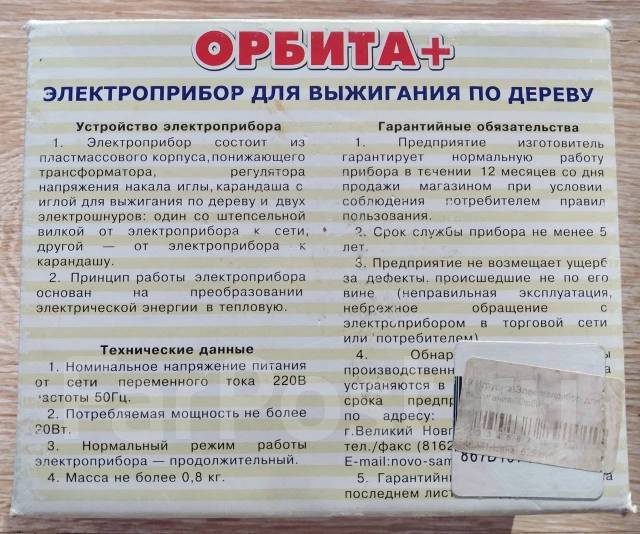 ОРБИТА+
ЭЛЕКТРОПРИБОР ДЛЯ ВЫЖИГАНИЯ ПО ДЕРЕВУ
Устройство электроприбора
1. Электроприбор состоит из
пластмассового корпуса,понижающего
трансформатора, регулятора
напряжения накала иглы,карандаша с
иглой для выжигания по дереву и двух
электрошнуров: один со штепсельной
вилкой от электроприбора к сети,
другой — от электроприбора к
карандашу.
2. Принцип работы электроприбора
основан на преобразовании
электрической энергии в тепловую.
Технические данные
1. Номинальное напряжение питания
от сети переменного тока 220В
частоты 50Гц.
2. Потребляемая мощность не более
30Вт.
3. Нормальный режим работы
электроприбора — продолжительный.
4. Масса не более 0,8 кг.
Гарантийные обязательства
1. Предприятие изготовитель
гарантирует нормальную работу
прибора в течении 12 месяцев со дня
продажи магазином при условии
соблюдения потребителем правил
пользования.
2. Срок службы прибора не менее 5
лет.
3. Предприятие не возмещает ущерб
за дефекты, происшедшие не по его
вине (неправильная эксплуатация,
небрежное обращение с
электроприбором в торговой сети
или потребителем)
4. Обнар
производственн
устраняются в
срока предп
по адресу:
г.Великий Новг
тел./факс (8162
E-mail:novo-sam
5. Гарантийн
последнем лист